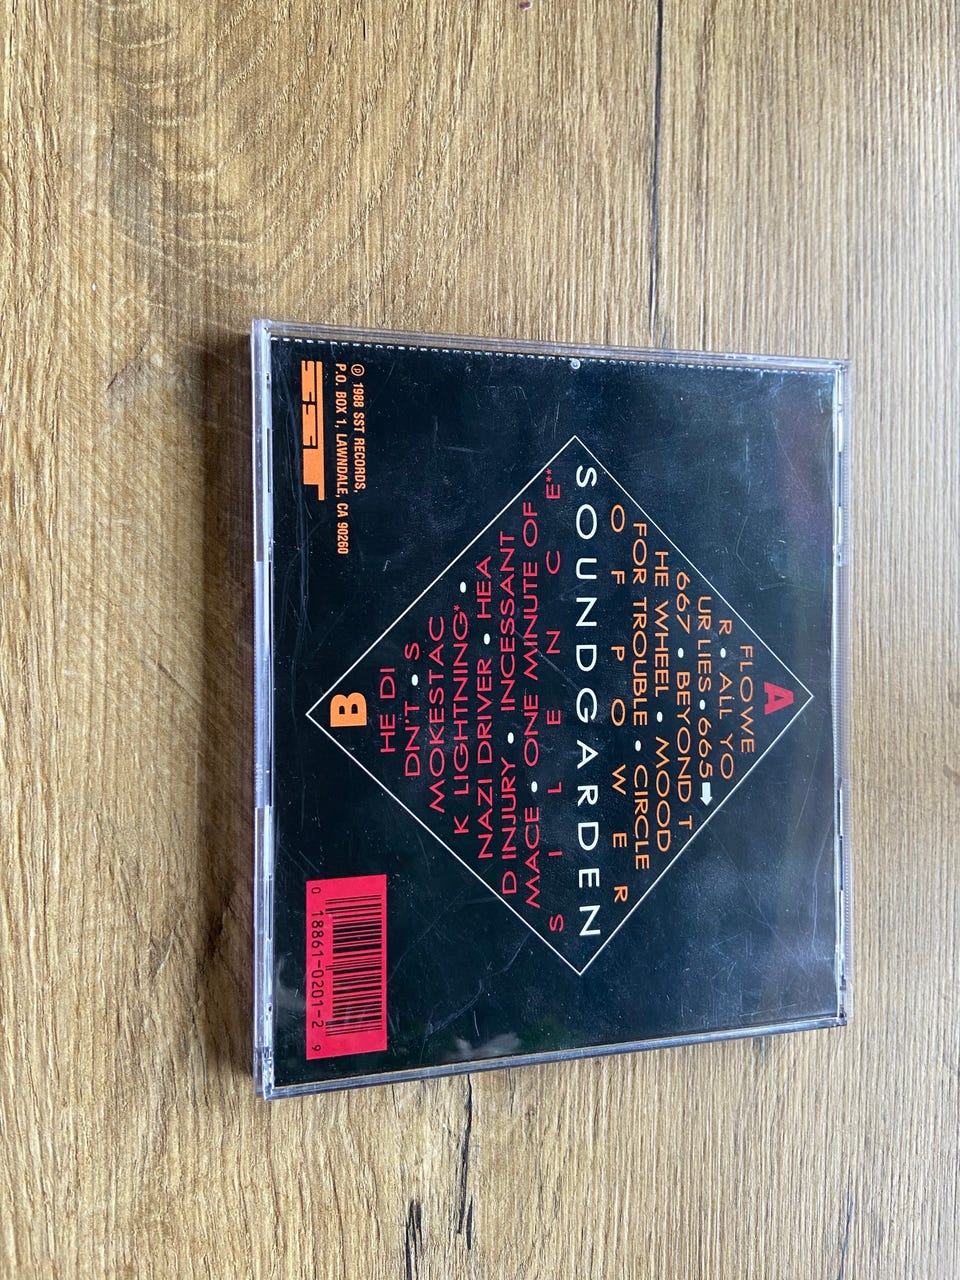 A
FLOWE
R • ALL YO
UR LIES • 665➡
667 • BEYOND T
HE WHEEL • MOOD
FOR TROUBLE • CIRCLE
O F P O W E R
SOUNDGARDEN
S I L E N C E**
MACE • ONE MINUTE OF
D INJURY • INCESSANT
NAZI DRIVER • HEA
K LIGHTNING* •
MOKESTAC
DN'T • S
HE DI
B
℗ 1988 SST RECORDS,
P.O. BOX 1, LAWNDALE, CA 90260
SST
0 18861-0201-2 9